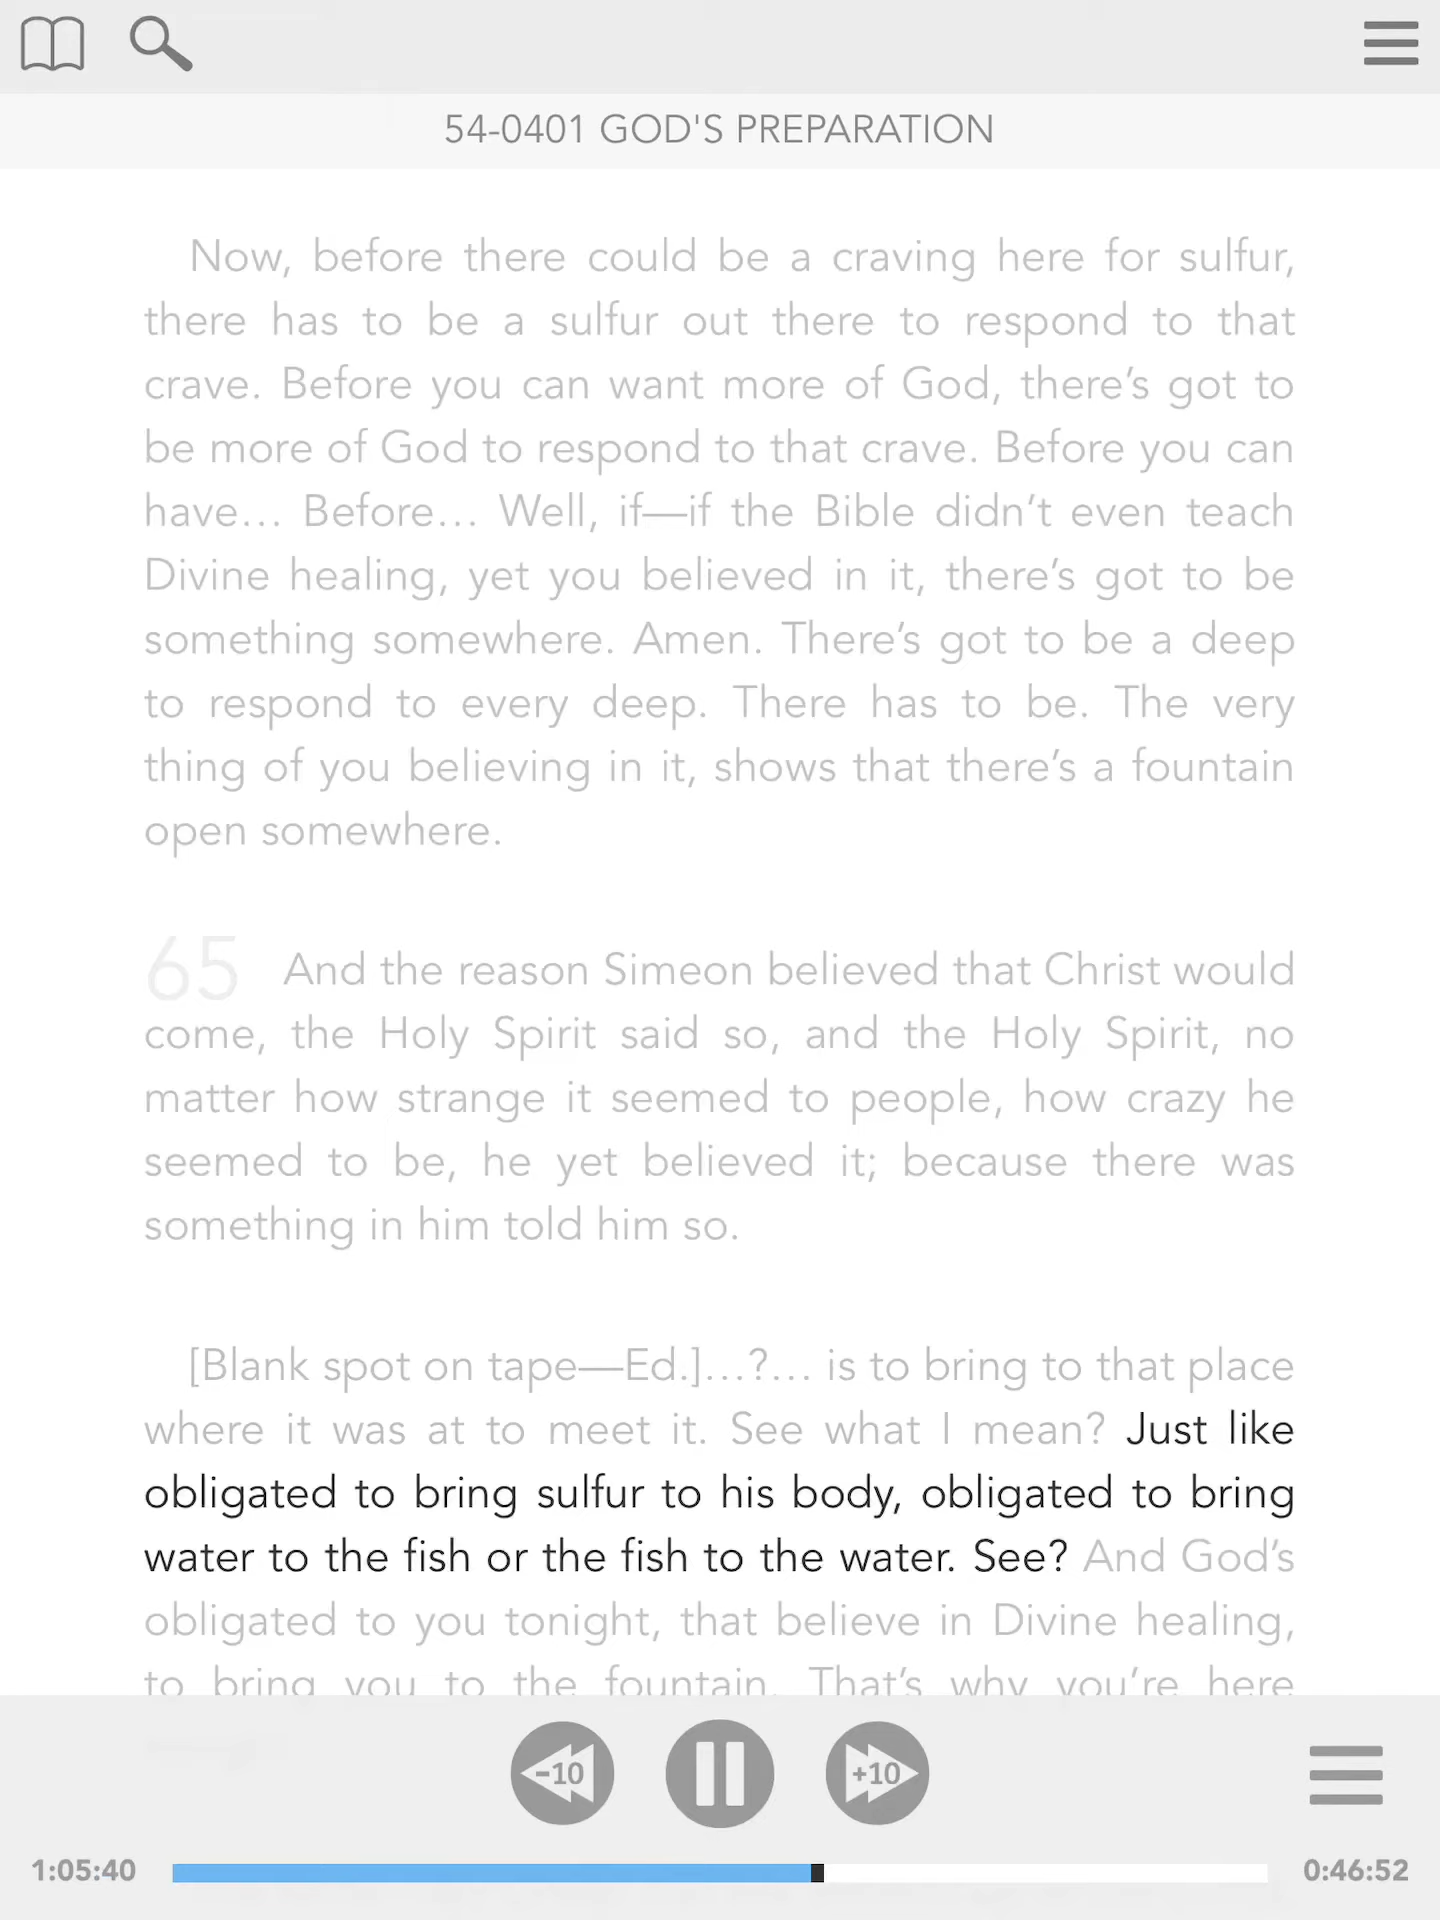 54-0401 GOD'S PREPARATION
Now, before there could be a craving here for sulfur,
there has to be a sulfur out there to respond to that
crave. Before you can want more of God, there’s got to
be more of God to respond to that crave. Before you can
have… Before… Well, if—if the Bible didn’t even teach
Divine healing, yet you believed in it, there’s got to be
something somewhere. Amen. There’s got to be a deep
to respond to every deep. There has to be. The very
thing of you believing in it, shows that there’s a fountain
open somewhere.
65 And the reason Simeon believed that Christ would
come, the Holy Spirit said so, and the Holy Spirit, no
matter how strange it seemed to people, how crazy he
seemed to be, he yet believed it; because there was
something in him told him so.
[Blank spot on tape—Ed.]…?… is to bring to that place
where it was at to meet it. See what I mean? Just like
obligated to bring sulfur to his body, obligated to bring
water to the fish or the fish to the water. See? And God’s
obligated to you tonight, that believe in Divine healing,
to bring you to the fountain. That’s why you’re here
-10 +10
1:05:40 0:46:52